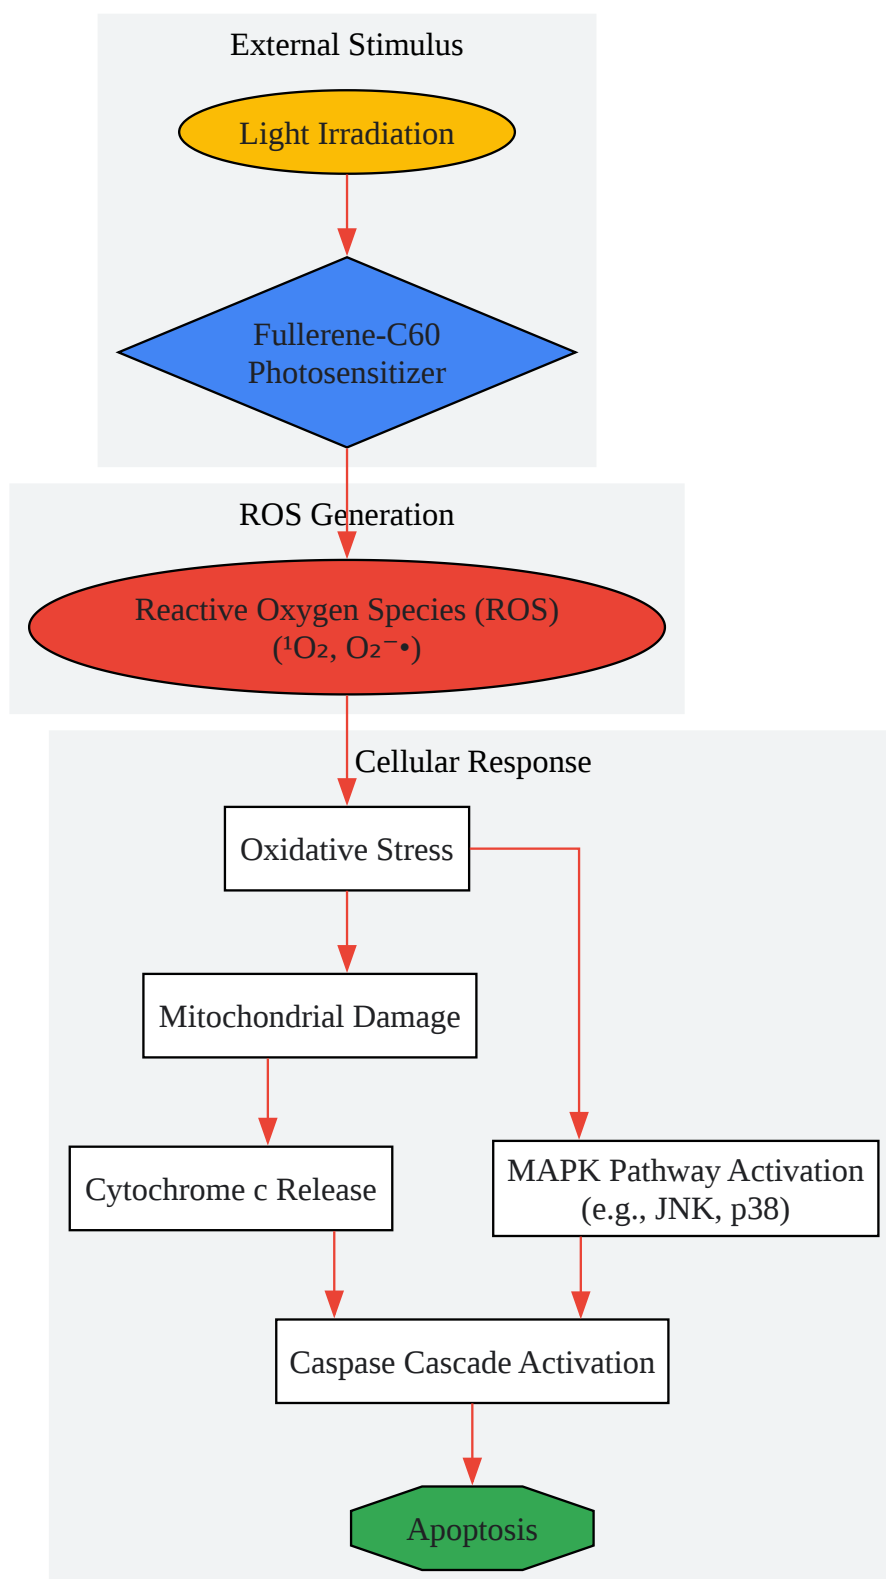 External Stimulus
Light Irradiation
Fullerene-C60
Photosensitizer
ROS Generation
Reactive Oxygen Species (ROS)
(¹O₂, O₂⁻•)
Cellular Response
Oxidative Stress
Mitochondrial Damage
Cytochrome c Release
MAPK Pathway Activation
(e.g., JNK, p38)
Caspase Cascade Activation
Apoptosis